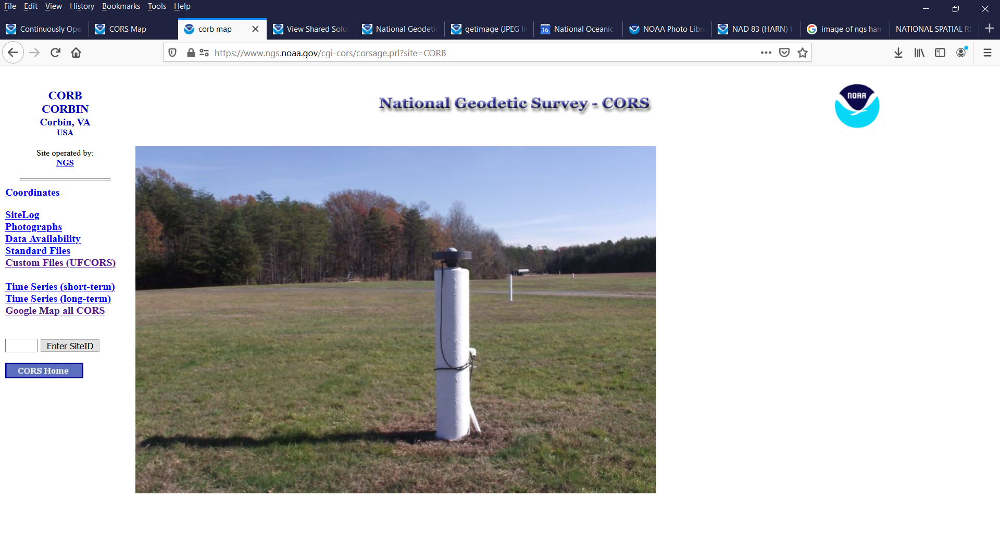 File Edit View History Bookmarks Tools Help
Continuously Ope
CORS Map
corb map
View Shared Solu
National Geodetic
getimage (JPEG In
16 National Oceanic
NOAA Photo Libra
NAD 83 (HARN) H
image of ngs harn
NATIONAL SPATIAL RE
https://www.ngs.noaa.gov/cgi-cors/corsage.prl?site=CORB
CORB
CORBIN
Corbin, VA
USA
Site operated by:
NGS
Coordinates
SiteLog
Photographs
Data Availability
Standard Files
Custom Files (UFCORS)
Time Series (short-term)
Time Series (long-term)
Google Map all CORS
Enter SiteID
CORS Home
National Geodetic Survey - CORS
NOAA